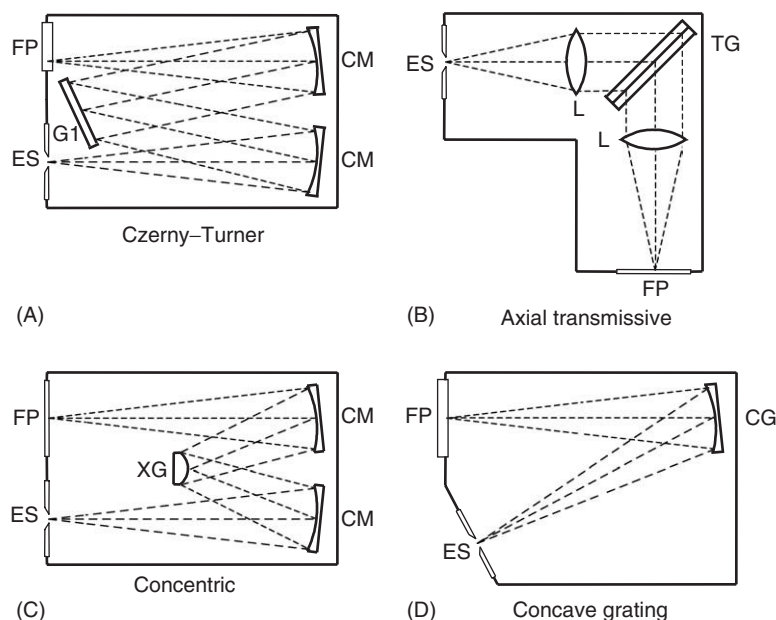 FP
CM
G1
ES
CM
Czerny–Turner
(A)
ES
L
TG
L
FP
(B)
Axial transmissive
FP
CM
XG
ES
CM
Concentric
(C)
FP
CG
ES
(D)
Concave grating